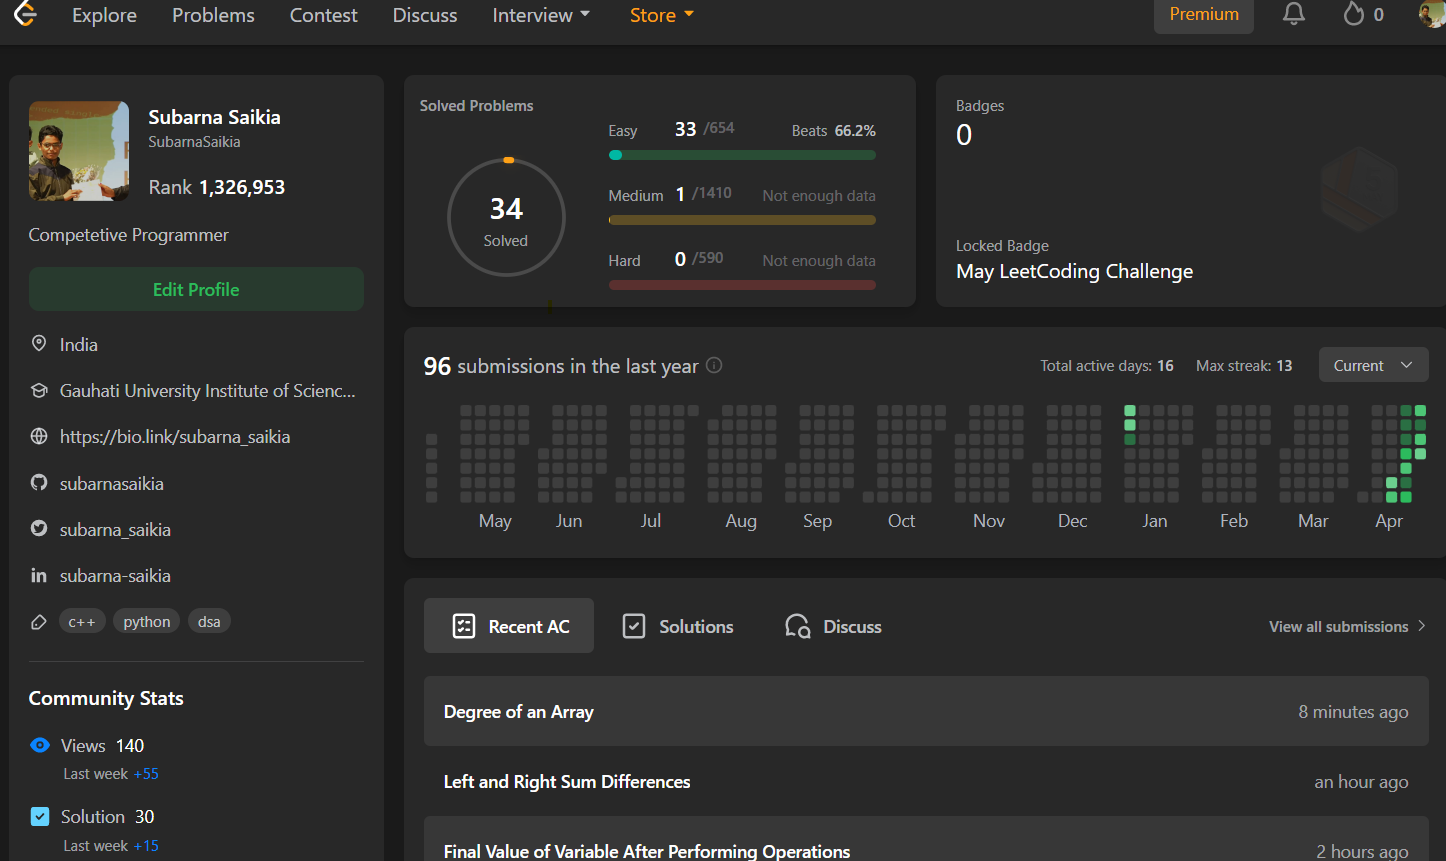 Explore Problems Contest Discuss Interview Store Premium 0
Subarna Saikia
SubarnaSaikia
Rank 1,326,953
Competetive Programmer
Edit Profile
India
Gauhati University Institute of Scienc...
https://bio.link/subarna_saikia
subarnasaikia
subarna_saikia
subarna-saikia
c++ python dsa
Community Stats
Views 140
Last week +55
Solution 30
Last week +15
Solved Problems
34
Solved
Easy 33 /654 Beats 66.2%
Medium 1 /1410 Not enough data
Hard 0 /590 Not enough data
Badges
0
Locked Badge
May LeetCoding Challenge
96 submissions in the last year Total active days: 16 Max streak: 13 Current
May Jun Jul Aug Sep Oct Nov Dec Jan Feb Mar Apr
Recent AC Solutions Discuss View all submissions
Degree of an Array 8 minutes ago
Left and Right Sum Differences an hour ago
Final Value of Variable After Performing Operations 2 hours ago